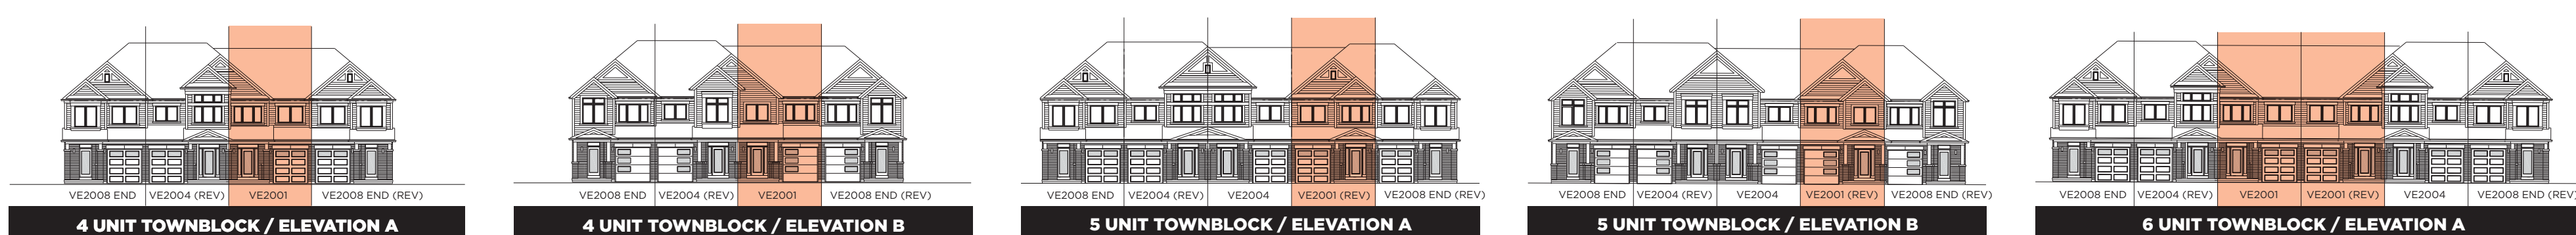 VE2008 END VE2004 (REV) VE2001 VE2008 END (REV)
4 UNIT TOWNBLOCK / ELEVATION A
VE2008 END VE2004 (REV) VE2001 VE2008 END (REV)
4 UNIT TOWNBLOCK / ELEVATION B
VE2008 END VE2004 (REV) VE2004 VE2001 (REV) VE2008 END (REV)
5 UNIT TOWNBLOCK / ELEVATION A
VE2008 END VE2004 (REV) VE2004 VE2001 (REV) VE2008 END (REV)
5 UNIT TOWNBLOCK / ELEVATION B
VE2008 END VE2004 (REV) VE2001 VE2001 (REV) VE2004 VE2008 END (REV)
6 UNIT TOWNBLOCK / ELEVATION A